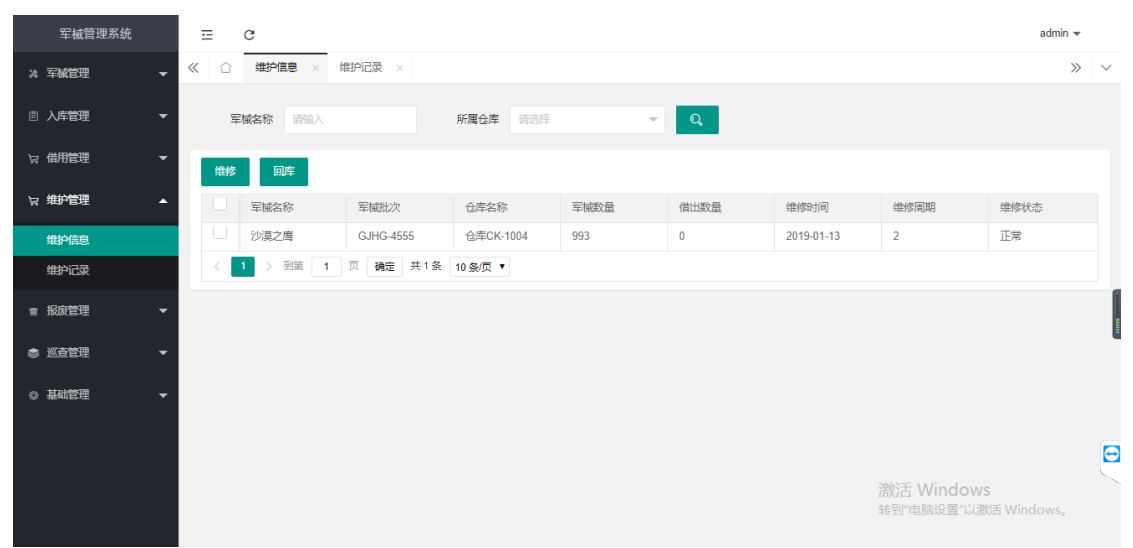 军械管理系统
admin
军械管理
维护信息
维护记录
入库管理
军械名称 请输入 所属仓库 请选择
借用管理
维修 回库
维护管理
军械名称 军械批次 仓库名称 军械数量 借出数量 维修时间 维修周期 维修状态
维护信息
沙漠之鹰 GJHG-4555 仓库CK-1004 993 0 2019-01-13 2 正常
维护记录
1 到第 1 页 确定 共 1 条 10 条/页
报废管理
巡查管理
基础管理
激活 Windows
转到"电脑设置"以激活 Windows。